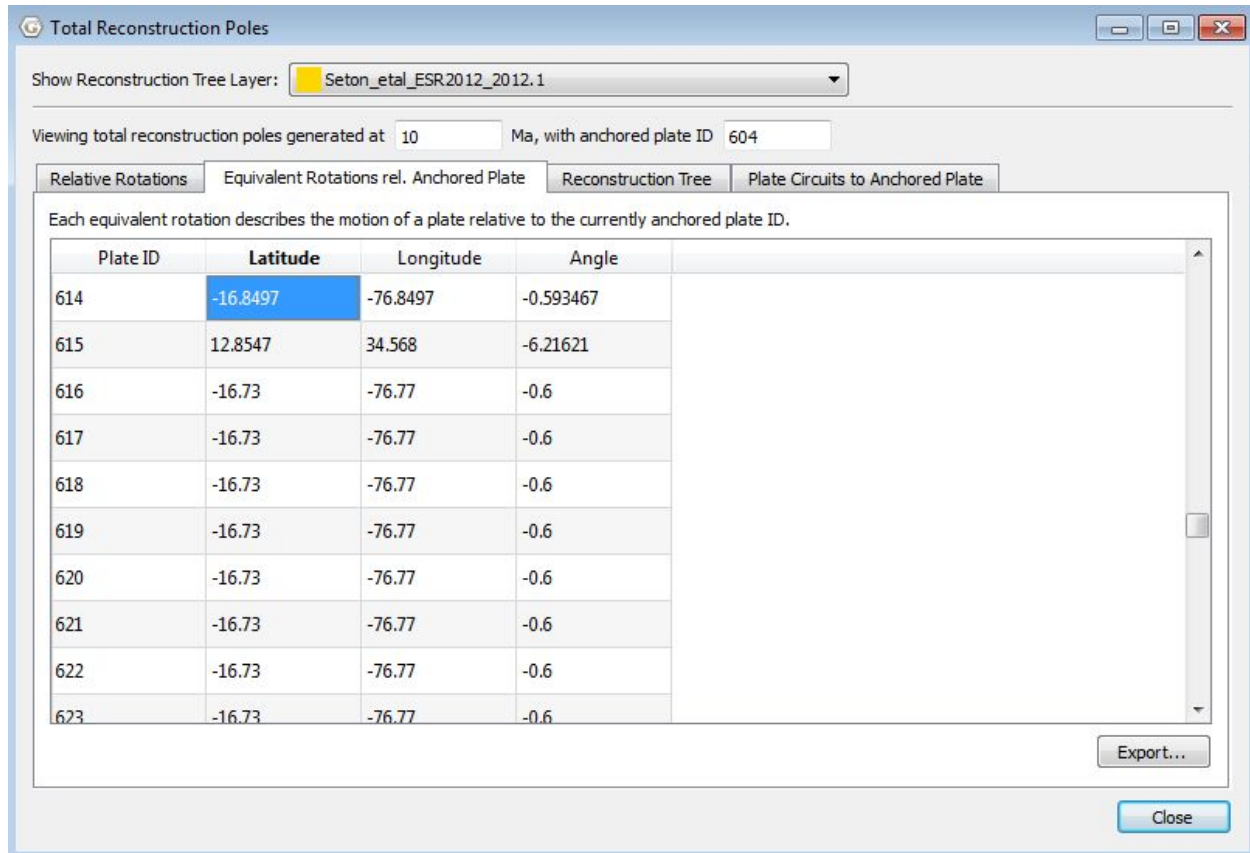 Total Reconstruction Poles
Show Reconstruction Tree Layer: Seton_etal_ESR2012_2012.1
Viewing total reconstruction poles generated at 10 Ma, with anchored plate ID 604
Relative Rotations Equivalent Rotations rel. Anchored Plate Reconstruction Tree Plate Circuits to Anchored Plate
Each equivalent rotation describes the motion of a plate relative to the currently anchored plate ID.
Plate ID Latitude Longitude Angle
614 -16.8497 -76.8497 -0.593467
615 12.8547 34.568 -6.21621
616 -16.73 -76.77 -0.6
617 -16.73 -76.77 -0.6
618 -16.73 -76.77 -0.6
619 -16.73 -76.77 -0.6
620 -16.73 -76.77 -0.6
621 -16.73 -76.77 -0.6
622 -16.73 -76.77 -0.6
623 -16.73 -76.77 -0.6
Export...
Close